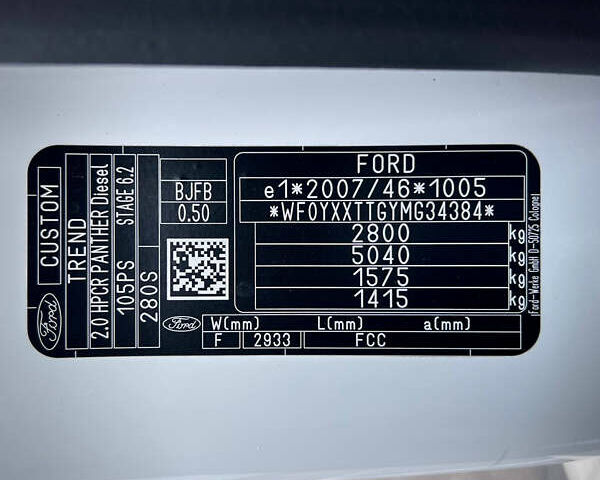 CUSTOM
TREND
2.0 HPCR PANTHER Diesel
105PS STAGE 6.2
280S
BJFB
0.50
FORD
e1*2007/46*1005
*WF0YXXTTGYMG34384*
2800 kg
5040 kg
1575 kg
1415 kg
Ford-Werke GmbH D-50725 Cologne
Ford
Ford W(mm) L(mm) a(mm)
F 2933 FCC